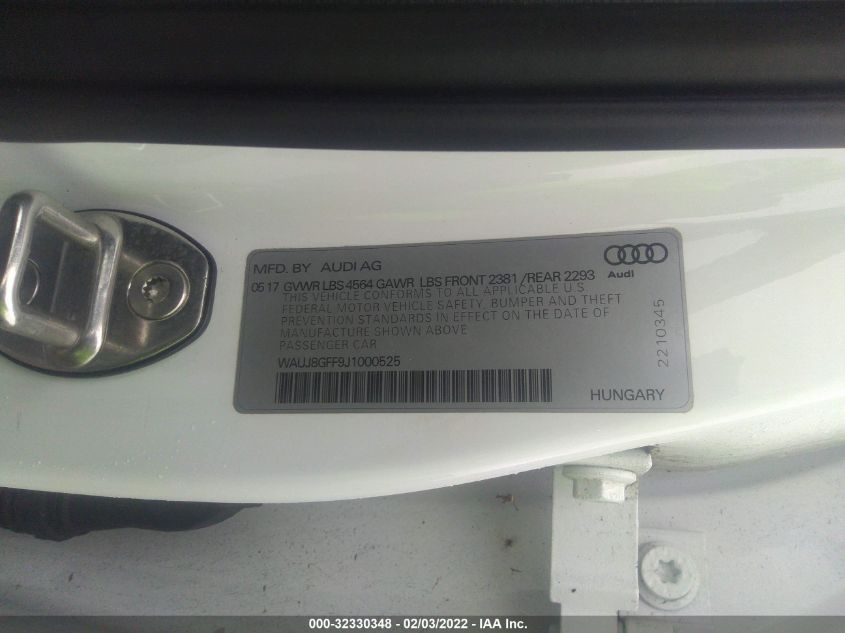 MFD. BY AUDI AG
Audi
05 17 GVWR LBS 4564 GAWR LBS FRONT 2381 /REAR 2293
THIS VEHICLE CONFORMS TO ALL APPLICABLE U.S
FEDERAL MOTOR VEHICLE SAFETY, BUMPER AND THEFT
PREVENTION STANDARDS IN EFFECT ON THE DATE OF
MANUFACTURE SHOWN ABOVE
PASSENGER CAR
WAUJ8GFF9J1000525
2210345
HUNGARY
000-32330348 - 02/03/2022 - IAA Inc.